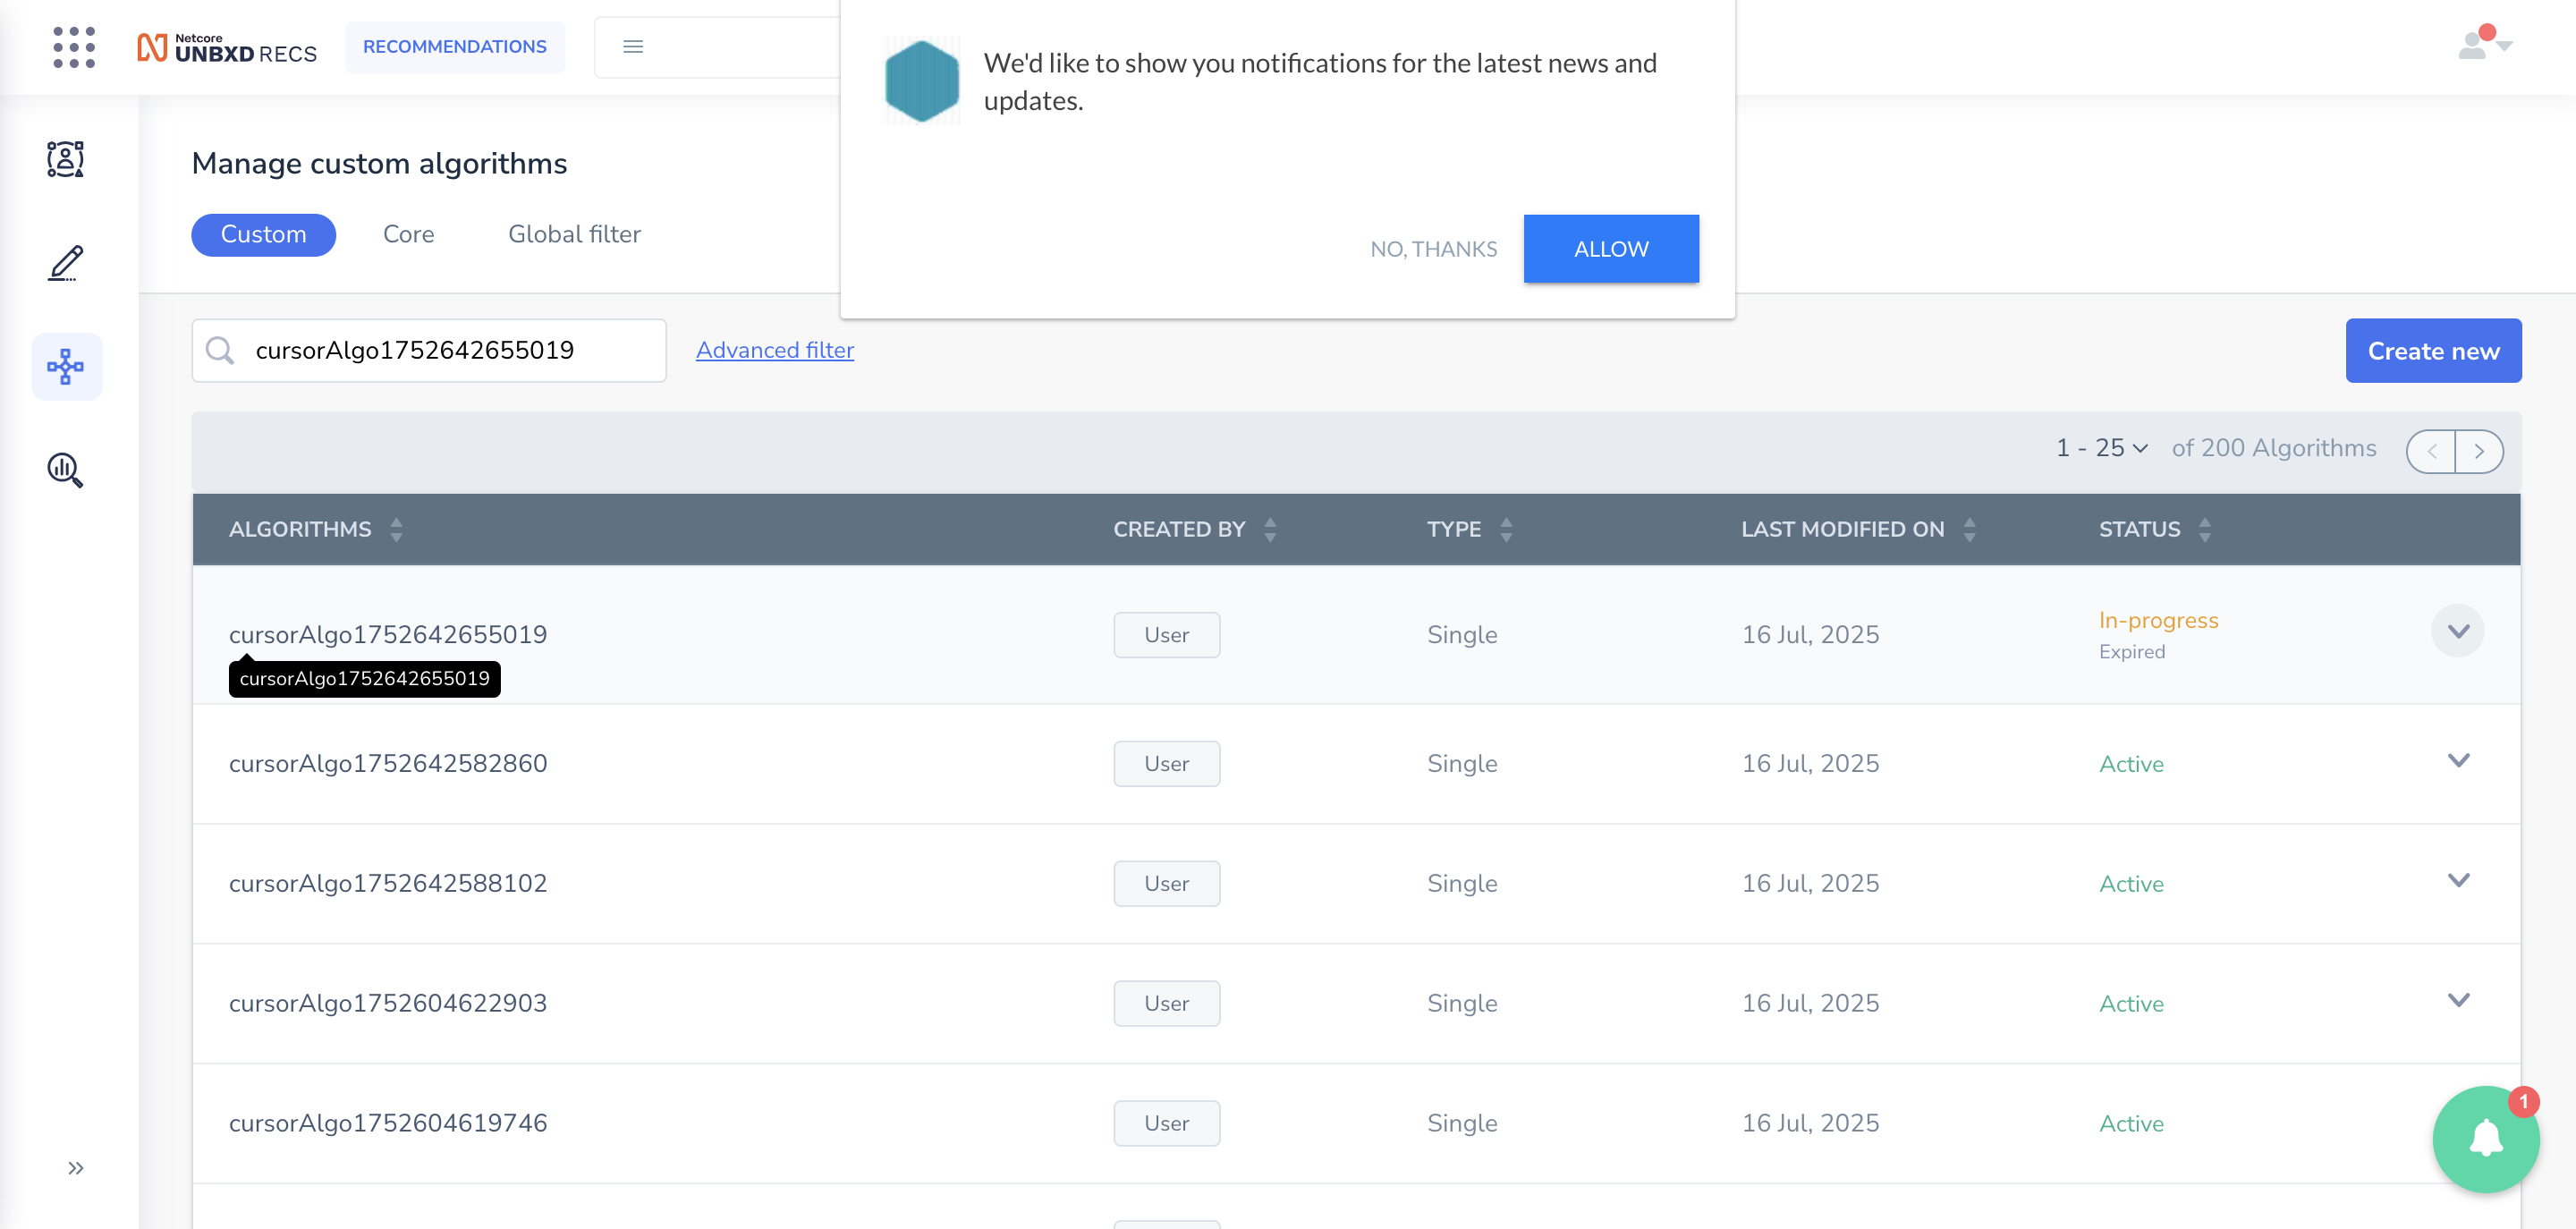 Netcore
UNBXD RECS
RECOMMENDATIONS
We'd like to show you notifications for the latest news and
updates.
NO, THANKS
ALLOW
Manage custom algorithms
Custom
Core
Global filter
cursorAlgo1752642655019
Advanced filter
Create new
1 - 25
of 200 Algorithms
ALGORITHMS
CREATED BY
TYPE
LAST MODIFIED ON
STATUS
cursorAlgo1752642655019
User
Single
16 Jul, 2025
In-progress
Expired
cursorAlgo1752642655019
cursorAlgo1752642582860
User
Single
16 Jul, 2025
Active
cursorAlgo1752642588102
User
Single
16 Jul, 2025
Active
cursorAlgo1752604622903
User
Single
16 Jul, 2025
Active
cursorAlgo1752604619746
User
Single
16 Jul, 2025
Active
1